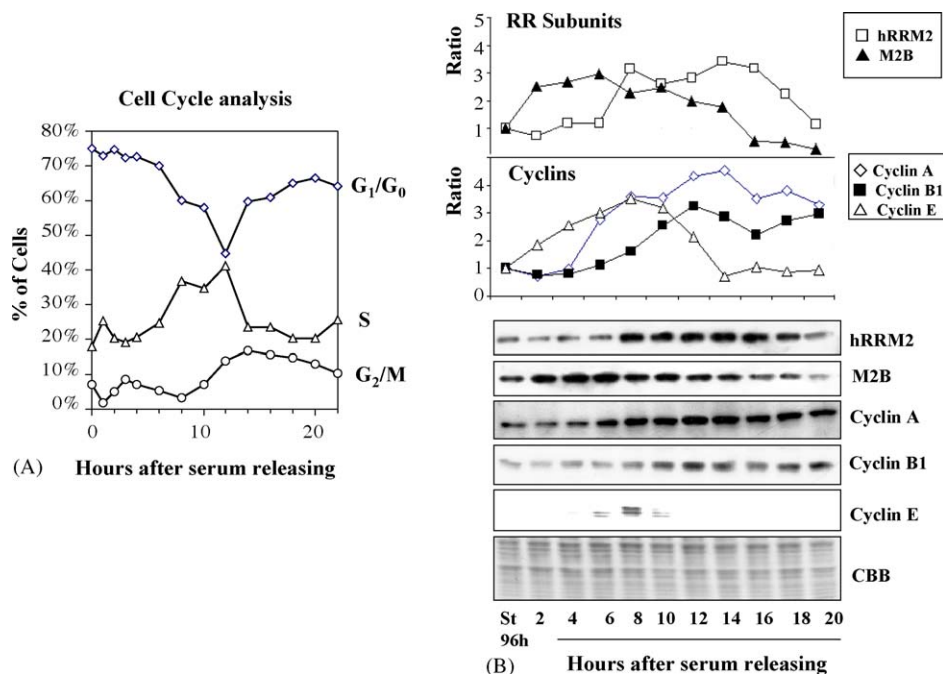 Cell Cycle analysis
% of Cells
80%
70%
60%
50%
40%
30%
20%
10%
0%
G1/G0
S
G2/M
0 10 20
Hours after serum releasing
(A)
RR Subunits
Ratio
5
4
3
2
1
hRRM2
M2B
Cyclins
Ratio
4
3
2
1
0
Cyclin A
Cyclin B1
Cyclin E
hRRM2
M2B
Cyclin A
Cyclin B1
Cyclin E
CBB
St 2 4 6 8 10 12 14 16 18 20
96h
Hours after serum releasing
(B)